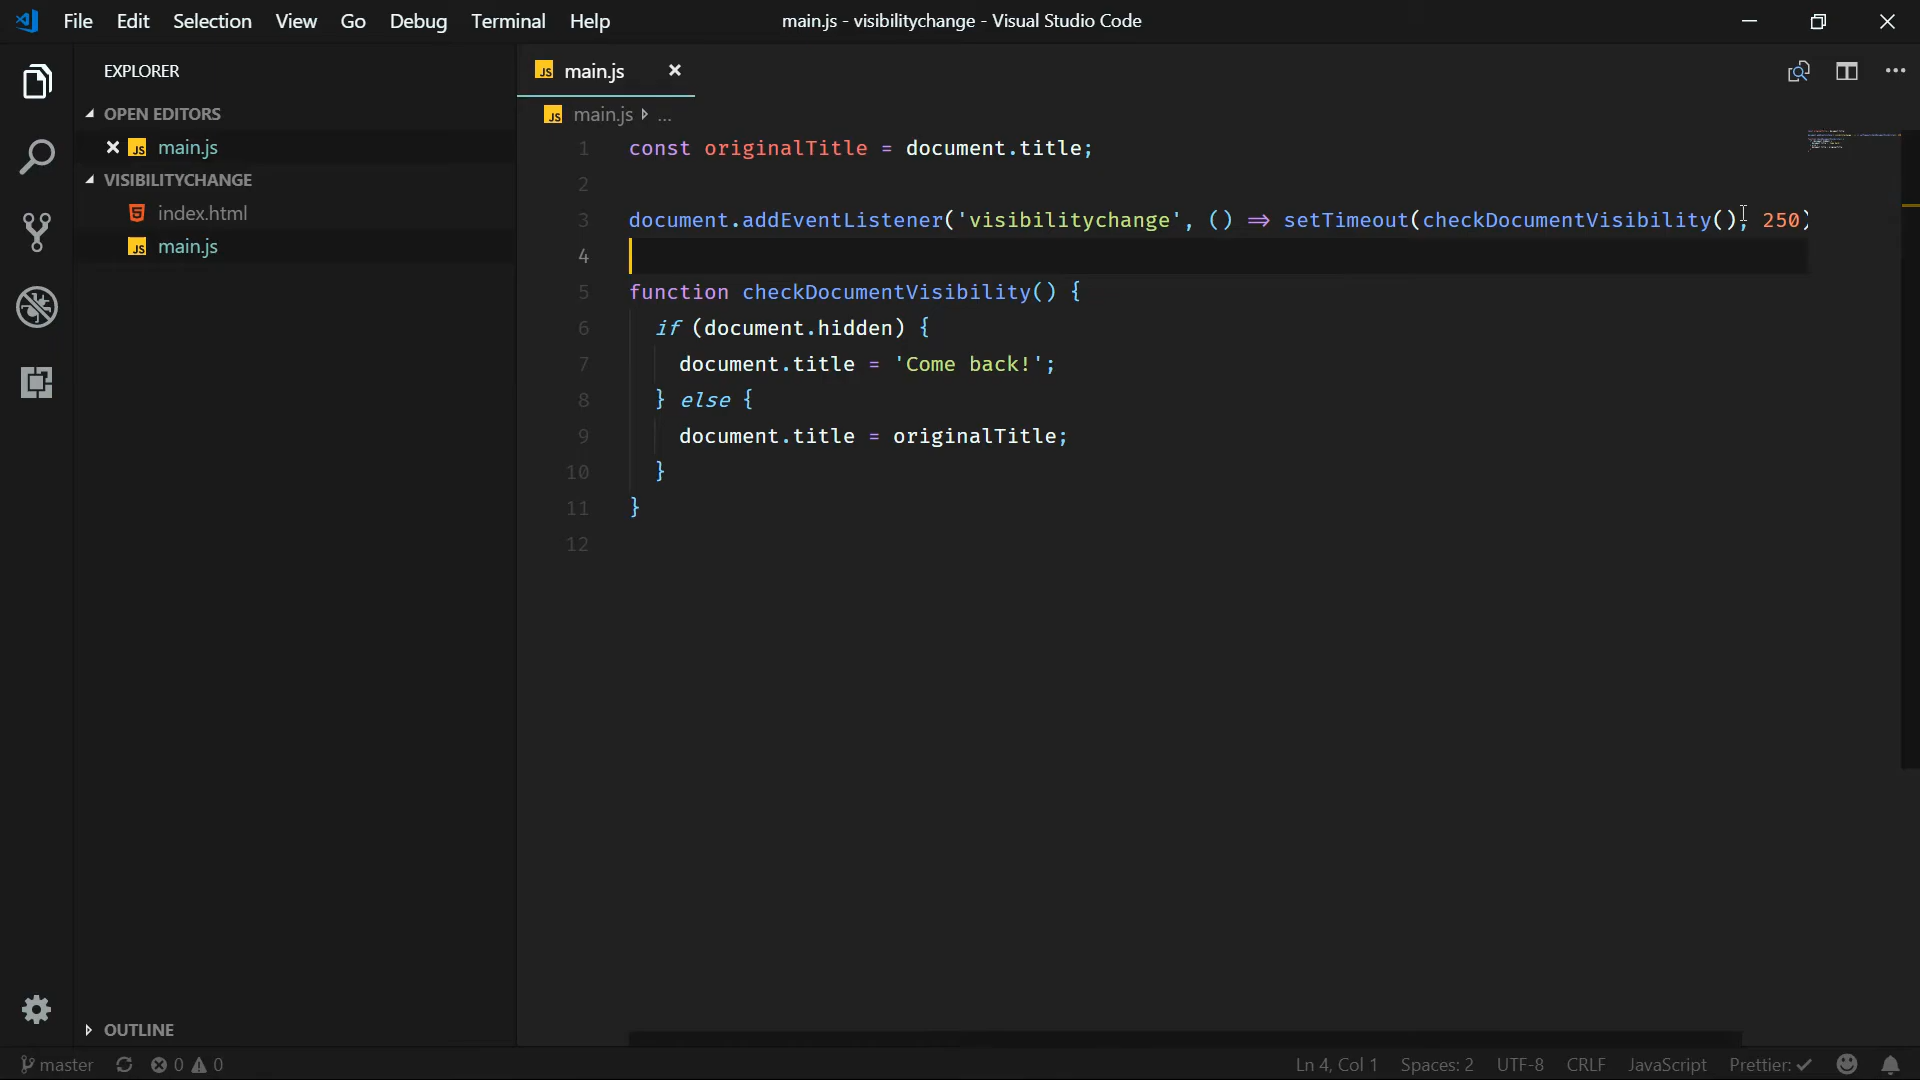 File Edit Selection View Go Debug Terminal Help
main.js - visibilitychange - Visual Studio Code
EXPLORER
OPEN EDITORS
JS main.js
VISIBILITYCHANGE
index.html
JS main.js
OUTLINE
JS main.js
JS main.js ...
1 const originalTitle = document.title;
2
3 document.addEventListener('visibilitychange', () ⇒ setTimeout(checkDocumentVisibility(), 250)
4
5 function checkDocumentVisibility() {
6 if (document.hidden) {
7 document.title = 'Come back!';
8 } else {
9 document.title = originalTitle;
10 }
11 }
12
master 0 0 Ln 4, Col 1 Spaces: 2 UTF-8 CRLF JavaScript Prettier: ✓